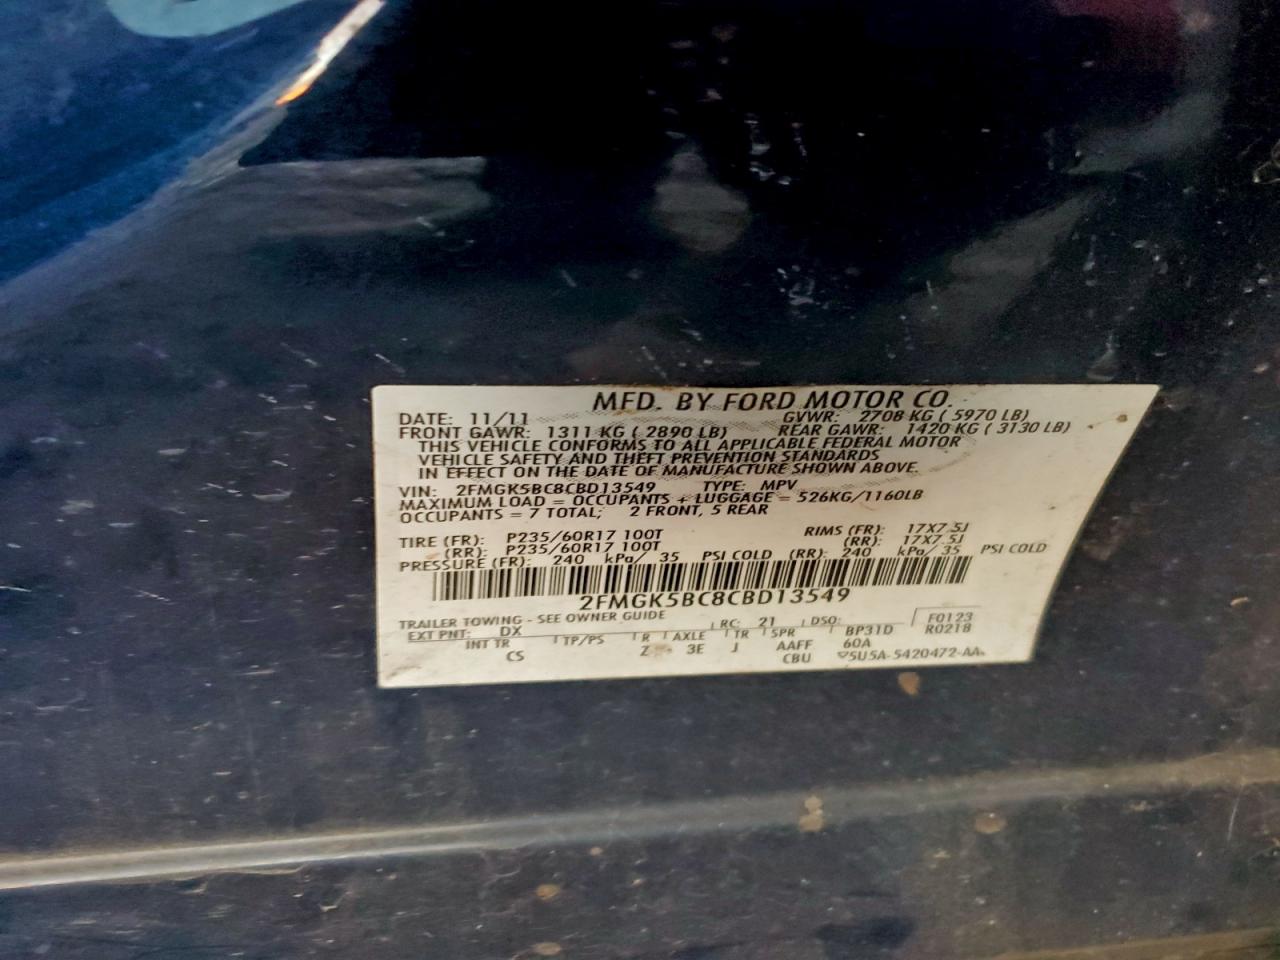 MFD. BY FORD MOTOR CO.
DATE: 11/11 GVWR: 2708 KG ( 5970 LB)
FRONT GAWR: 1311 KG ( 2890 LB) REAR GAWR: 1420 KG ( 3130 LB)
THIS VEHICLE CONFORMS TO ALL APPLICABLE FEDERAL MOTOR
VEHICLE SAFETY AND THEFT PREVENTION STANDARDS
IN EFFECT ON THE DATE OF MANUFACTURE SHOWN ABOVE.
VIN: 2FMGK5BC8CBD13549 TYPE: MPV
MAXIMUM LOAD = OCCUPANTS + LUGGAGE = 526KG/1160LB
OCCUPANTS = 7 TOTAL; 2 FRONT, 5 REAR
TIRE (FR): P235/60R17 100T RIMS (FR): 17X7.5J
(RR): P235/60R17 100T (RR): 17X7.5J
PRESSURE (FR): 240 kPa/ 35 PSI COLD (RR): 240 kPa/ 35 PSI COLD
2FMGK5BC8CBD13549
TRAILER TOWING - SEE OWNER GUIDE
EXT PNT: DX RC: 21 DSO: F0123
INT TR TP/PS R AXLE TR SPR BP31D R0218
CS Z 3E J AAFF 60A
CBU 5U5A-5420472-AA